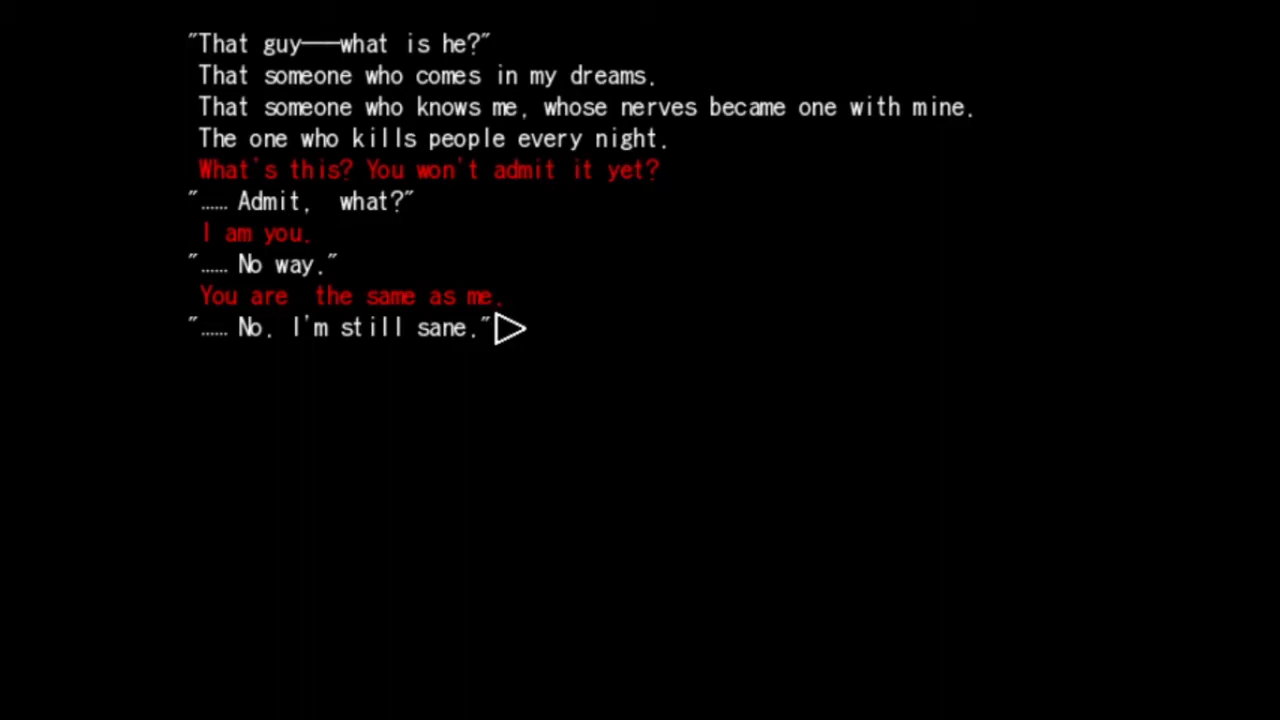 "That guy――what is he?"
That someone who comes in my dreams.
That someone who knows me, whose nerves became one with mine.
The one who kills people every night.
What's this? You won't admit it yet?
"…… Admit, what?"
I am you.
"…… No way."
You are the same as me.
"…… No. I'm still sane."